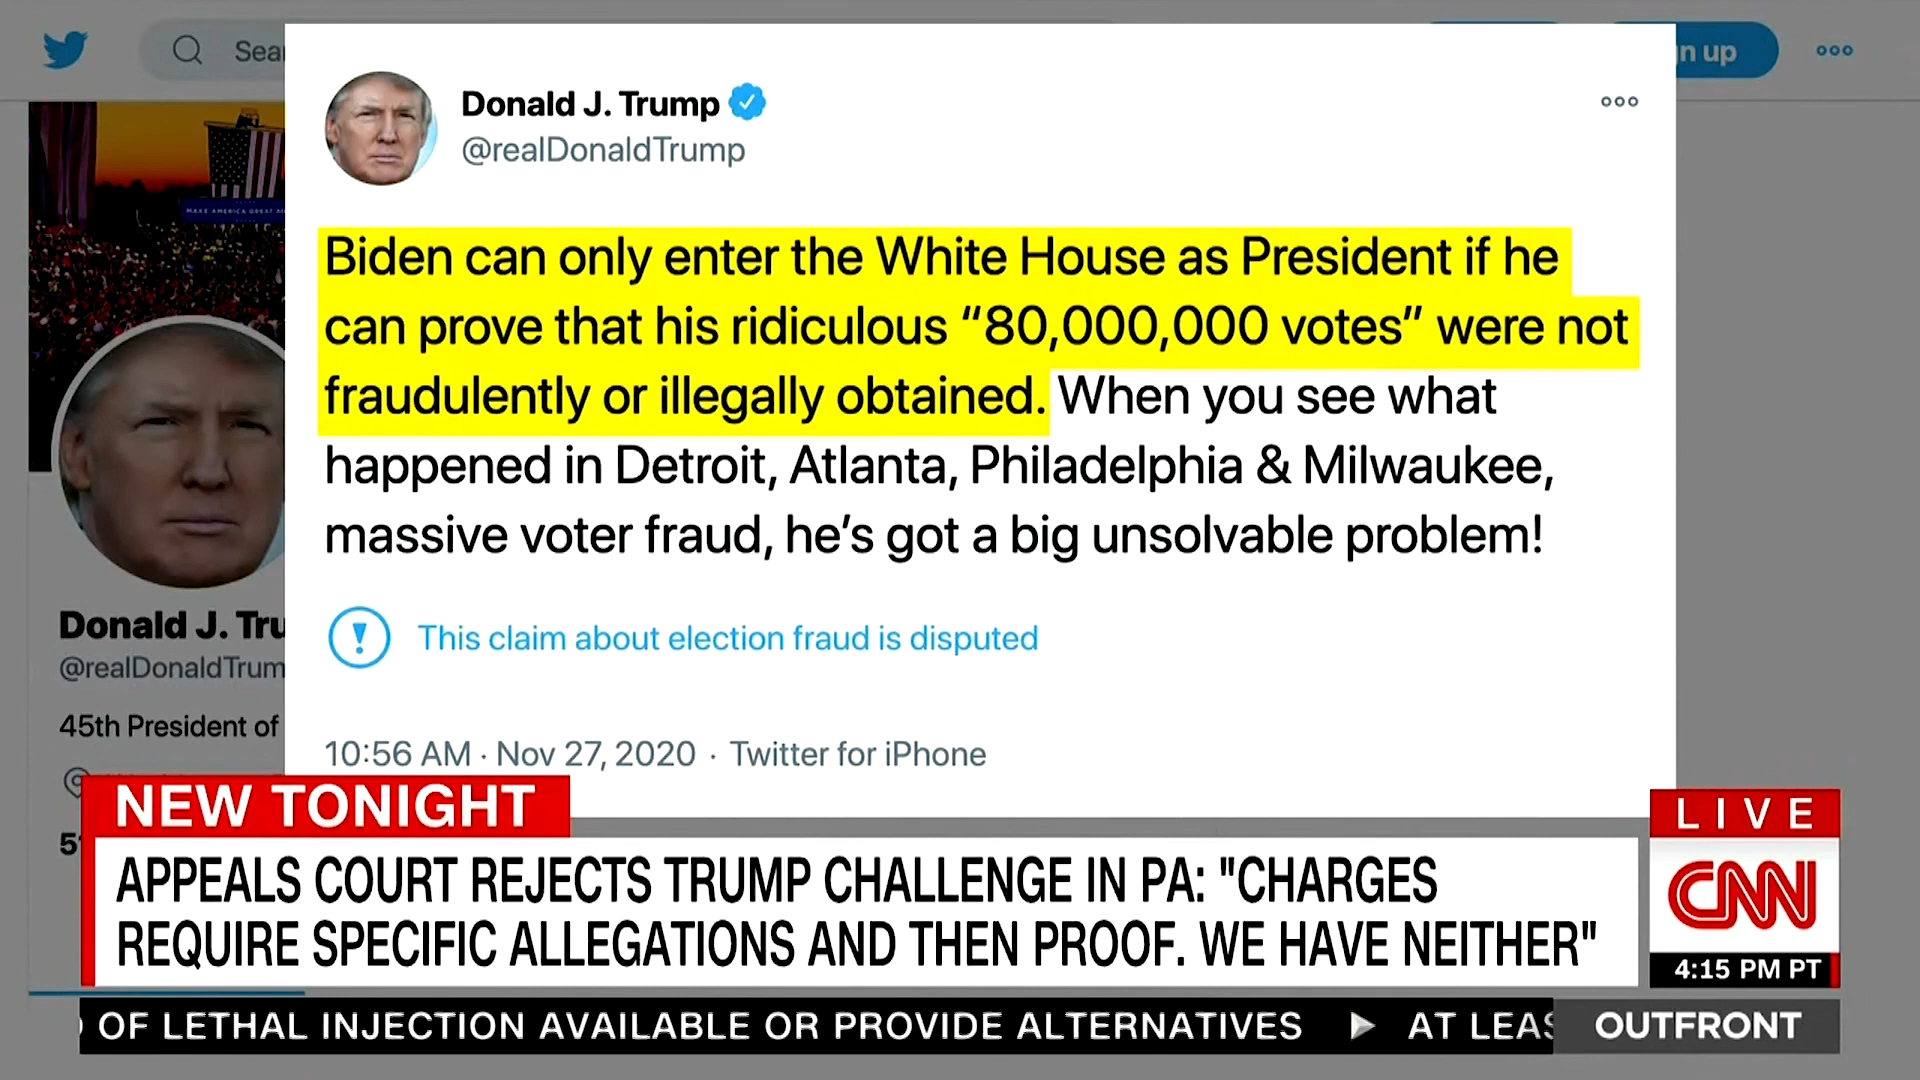 Sea
n up
Donald J. Trump
@realDonaldTrump
Biden can only enter the White House as President if he
can prove that his ridiculous “80,000,000 votes” were not
fraudulently or illegally obtained. When you see what
happened in Detroit, Atlanta, Philadelphia & Milwaukee,
massive voter fraud, he’s got a big unsolvable problem!
This claim about election fraud is disputed
10:56 AM · Nov 27, 2020 · Twitter for iPhone
MAKE AMERICA GREAT A
Donald J. Tru
@realDonaldTrum
45th President of
5
NEW TONIGHT
APPEALS COURT REJECTS TRUMP CHALLENGE IN PA: "CHARGES
REQUIRE SPECIFIC ALLEGATIONS AND THEN PROOF. WE HAVE NEITHER"
LIVE
CNN
4:15 PM PT
OF LETHAL INJECTION AVAILABLE OR PROVIDE ALTERNATIVES ▶ AT LEAS
OUTFRONT